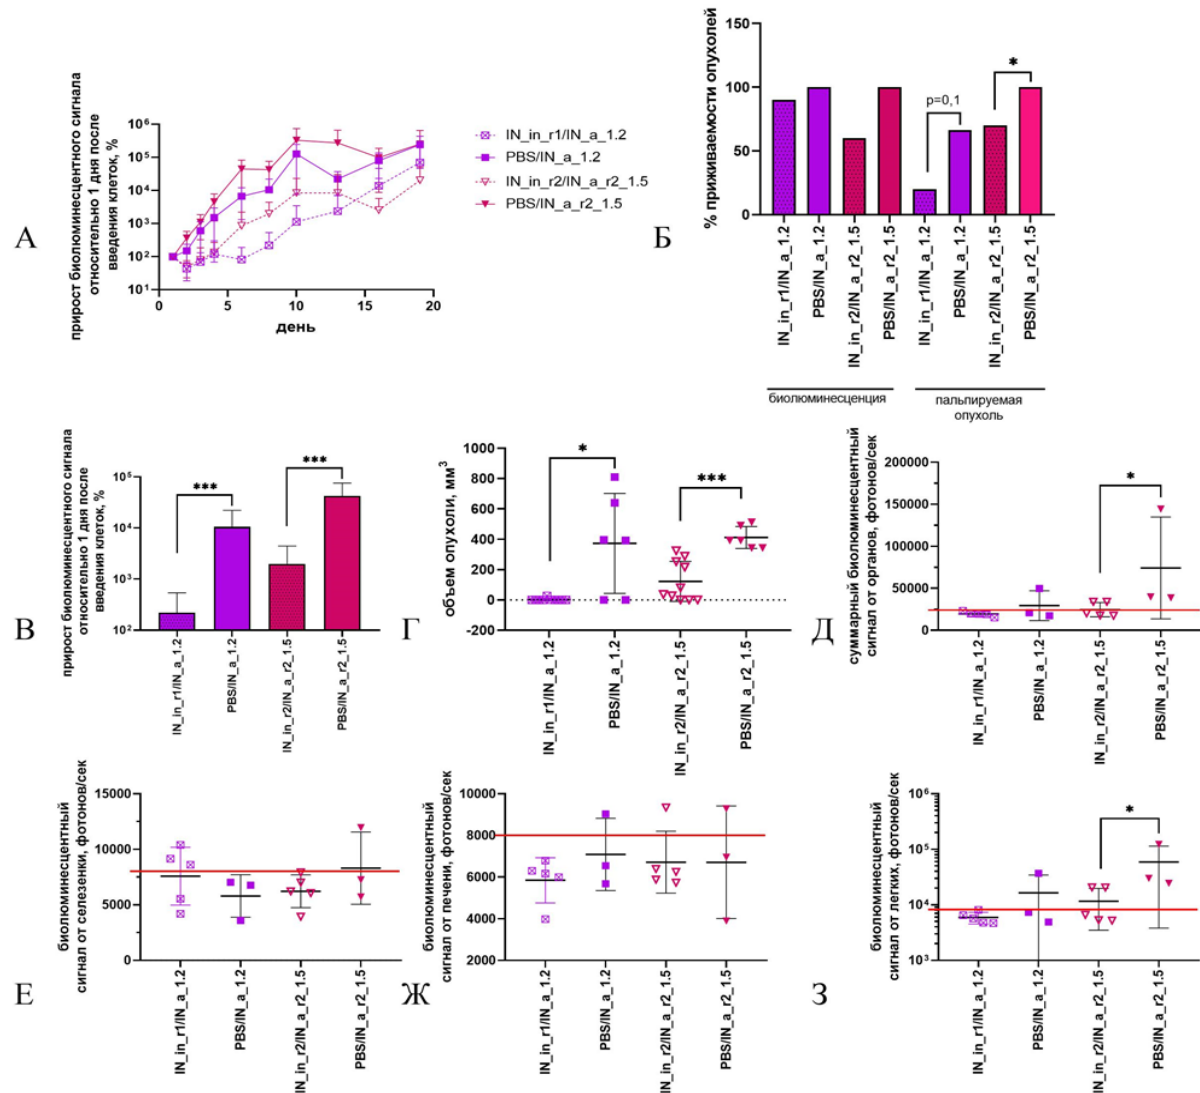 А
прирост биолюминесцентного сигнала
относительно 1 дня после
введения клеток, %
10⁶
10⁵
10⁴
10³
10²
10¹
0
5
10
15
20
день
IN_in_r1/IN_a_1.2
PBS/IN_a_1.2
IN_in_r2/IN_a_r2_1.5
PBS/IN_a_r2_1.5
Б
% приживаемости опухолей
150
100
50
0
p=0,1
*
IN_in_r1/IN_a_1.2
PBS/IN_a_1.2
IN_in_r2/IN_a_r2_1.5
PBS/IN_a_r2_1.5
IN_in_r1/IN_a_1.2
PBS/IN_a_1.2
IN_in_r2/IN_a_r2_1.5
PBS/IN_a_r2_1.5
биолюминесценция
пальпируемая
опухоль
В
прирост биолюминесцентного сигнала
относительно 1 дня после
введения клеток, %
10⁵
10⁴
10³
10²
***
***
IN_in_r1/IN_a_1.2
PBS/IN_a_1.2
IN_in_r2/IN_a_r2_1.5
PBS/IN_a_r2_1.5
Г
объем опухоли, мм³
1000
800
600
400
200
0
-200
*
***
IN_in_r1/IN_a_1.2
PBS/IN_a_1.2
IN_in_r2/IN_a_r2_1.5
PBS/IN_a_r2_1.5
Д
суммарный биолюминесцентный
сигнал от органов, фотонов/сек
200000
150000
100000
50000
0
*
IN_in_r1/IN_a_1.2
PBS/IN_a_1.2
IN_in_r2/IN_a_r2_1.5
PBS/IN_a_r2_1.5
Е
биолюминесцентный
сигнал от селезенки, фотонов/сек
15000
10000
5000
0
IN_in_r1/IN_a_1.2
PBS/IN_a_1.2
IN_in_r2/IN_a_r2_1.5
PBS/IN_a_r2_1.5
Ж
биолюминесцентный
сигнал от печени, фотонов/сек
10000
8000
6000
4000
2000
IN_in_r1/IN_a_1.2
PBS/IN_a_1.2
IN_in_r2/IN_a_r2_1.5
PBS/IN_a_r2_1.5
З
биолюминесцентный
сигнал от легких, фотонов/сек
10⁶
10⁵
10⁴
10³
*
IN_in_r1/IN_a_1.2
PBS/IN_a_1.2
IN_in_r2/IN_a_r2_1.5
PBS/IN_a_r2_1.5